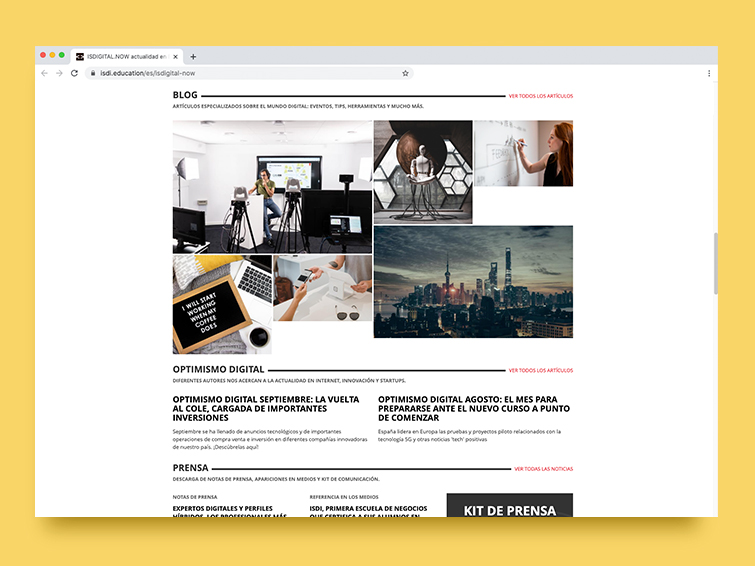 ISDIGITAL.NOW actualidad en
isdi.education/es/isdigital-now
BLOG
VER TODOS LOS ARTÍCULOS
ARTÍCULOS ESPECIALIZADOS SOBRE EL MUNDO DIGITAL: EVENTOS, TIPS, HERRAMIENTAS Y MUCHO MÁS.
I WILL START
WORKING
WHEN MY
COFFEE
DOES
OPTIMISMO DIGITAL
VER TODOS LOS ARTÍCULOS
DIFERENTES AUTORES NOS ACERCAN A LA ACTUALIDAD EN INTERNET, INNOVACIÓN Y STARTUPS.
OPTIMISMO DIGITAL SEPTIEMBRE: LA VUELTA
AL COLE, CARGADA DE IMPORTANTES
INVERSIONES
Septiembre se ha llenado de anuncios tecnológicos y de importantes
operaciones de compra venta e inversión en diferentes compañías innovadoras
de nuestro país. ¡Descúbrelas aquí!
OPTIMISMO DIGITAL AGOSTO: EL MES PARA
PREPARARSE ANTE EL NUEVO CURSO A PUNTO
DE COMENZAR
España lidera en Europa las pruebas y proyectos piloto relacionados con la
tecnología 5G y otras noticias 'tech' positivas
PRENSA
VER TODAS LAS NOTICIAS
DESCARGA DE NOTAS DE PRENSA, APARICIONES EN MEDIOS Y KIT DE COMUNICACIÓN.
NOTAS DE PRENSA
EXPERTOS DIGITALES Y PERFILES
HÍBRIDOS, LOS PROFESIONALES MÁS
REFERENCIA EN LOS MEDIOS
ISDI, PRIMERA ESCUELA DE NEGOCIOS
QUE CERTIFICA A SUS ALUMNOS EN
KIT DE PRENSA